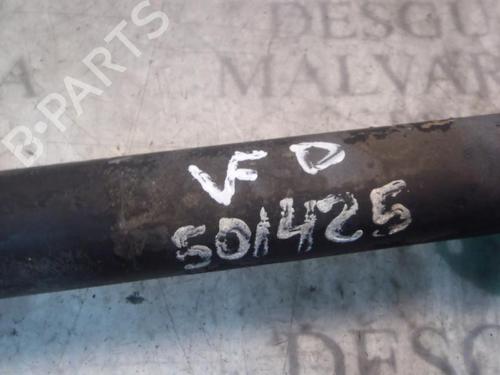 B-PARTS
DESGU
A MALVAR
VF D
501425
DESG